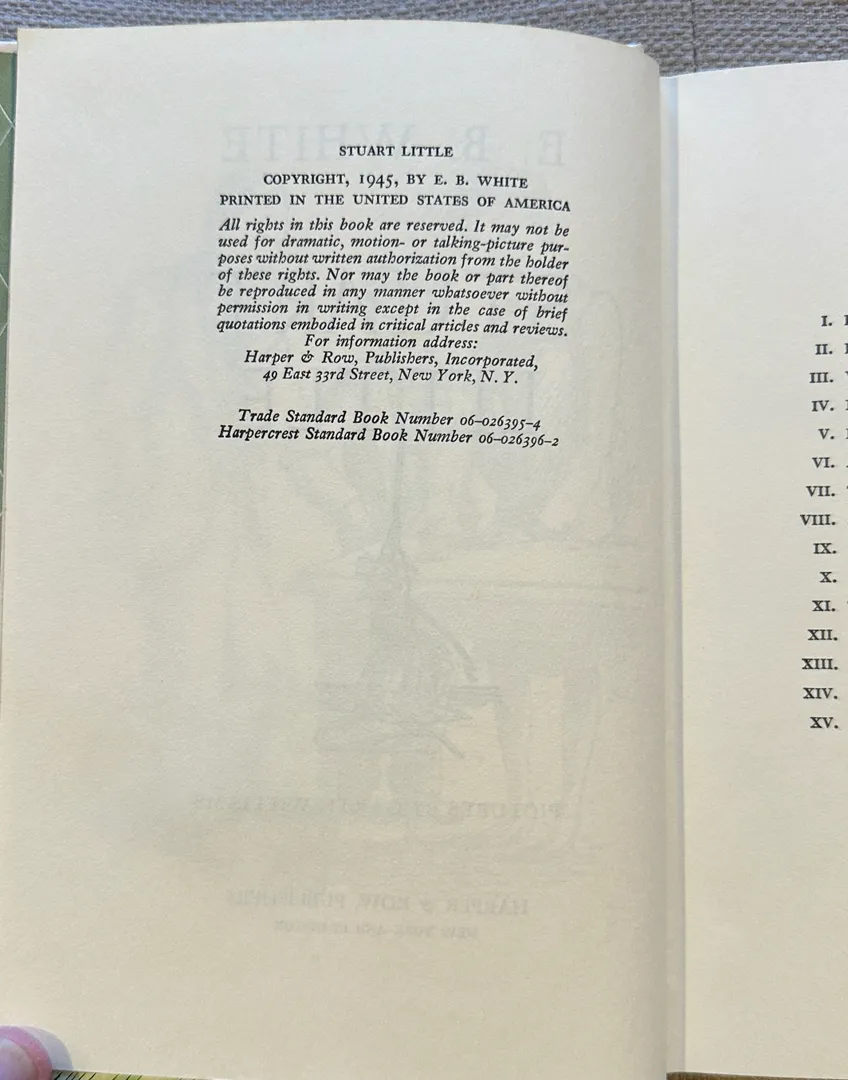 STUART LITTLE
COPYRIGHT, 1945, BY E. B. WHITE
PRINTED IN THE UNITED STATES OF AMERICA
All rights in this book are reserved. It may not be
used for dramatic, motion- or talking-picture pur-
poses without written authorization from the holder
of these rights. Nor may the book or part thereof
be reproduced in any manner whatsoever without
permission in writing except in the case of brief
quotations embodied in critical articles and reviews.
For information address:
Harper & Row, Publishers, Incorporated,
49 East 33rd Street, New York, N. Y.
Trade Standard Book Number 06-026395-4
Harpercrest Standard Book Number 06-026396-2
I.
II.
III.
IV.
V.
VI.
VII.
VIII.
IX.
X.
XI.
XII.
XIII.
XIV.
XV.